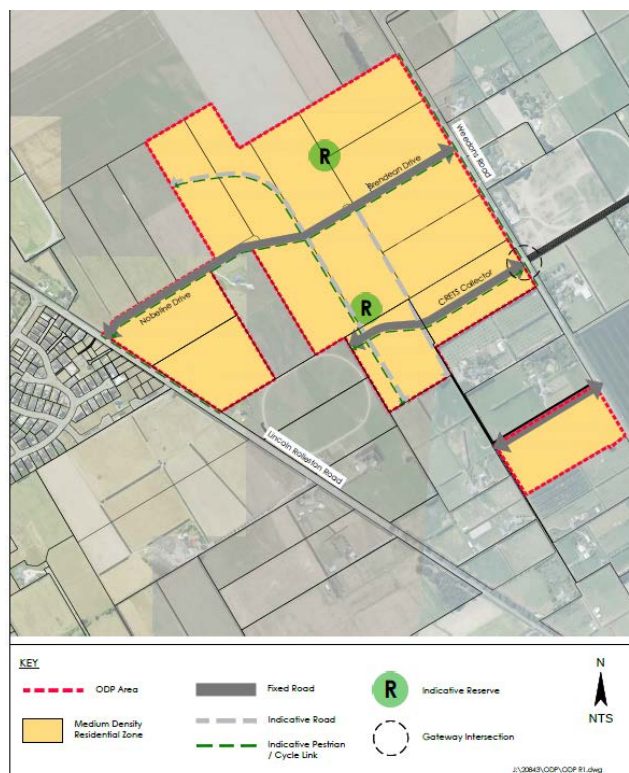 Weedons Road
R
Brendean Drive
Nobeline Drive
R
CRETS Collector
Lincoln Rolleston Road
KEY
ODP Area
Medium Density
Residential Zone
Fixed Road
Indicative Road
Indicative Pestrian
/ Cycle Link
R
Indicative Reserve
Gateway Intersection
N
NTS
J:\20843\ODP\ODP R1.dwg